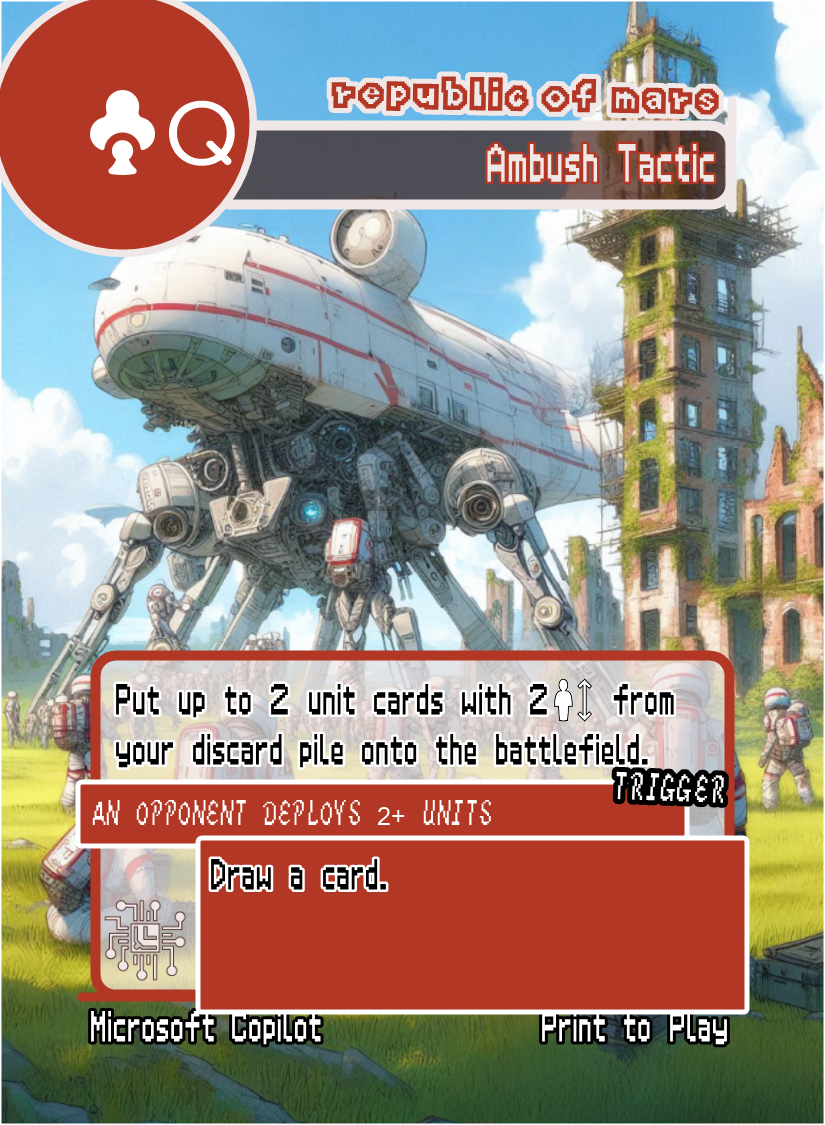 Q
republic of mars
Ambush Tactic
Put up to 2 unit cards with 2 from
your discard pile onto the battlefield.
TRIGGER
AN OPPONENT DEPLOYS 2+ UNITS
Draw a card.
Microsoft Copilot
Print to Play